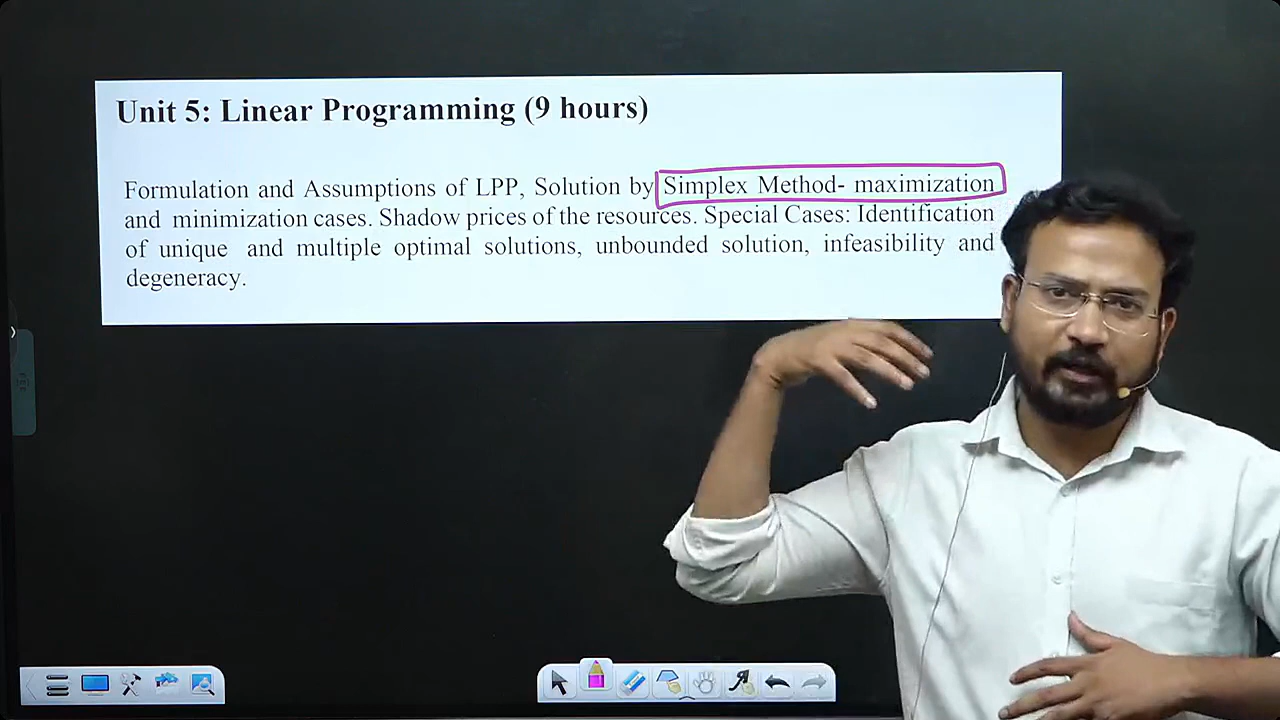 Unit 5: Linear Programming (9 hours)
Formulation and Assumptions of LPP, Solution by Simplex Method- maximization
and minimization cases. Shadow prices of the resources. Special Cases: Identification
of unique and multiple optimal solutions, unbounded solution, infeasibility and
degeneracy.